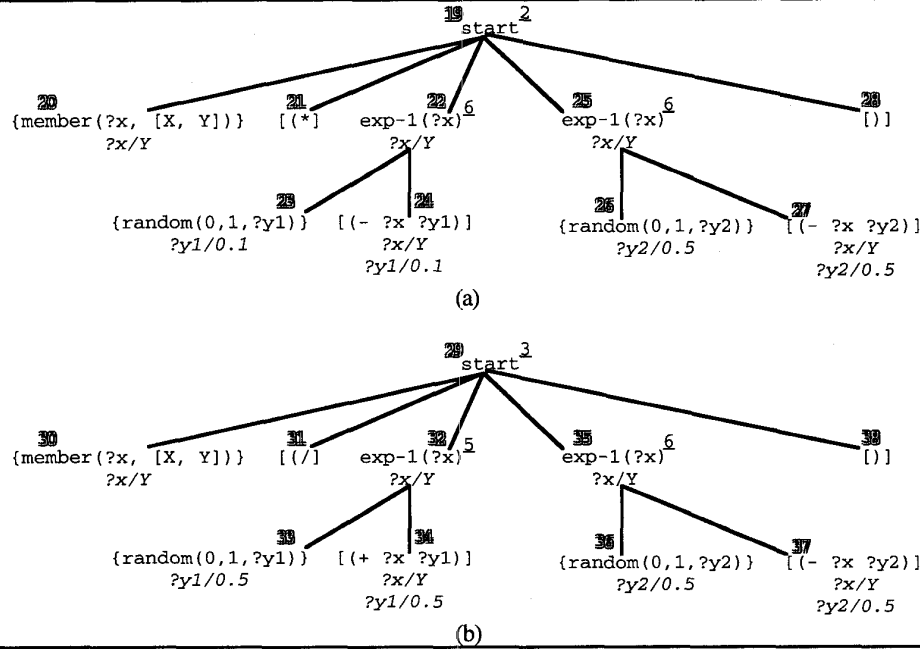 19
start 2
20 21 22 25 28
{member(?x, [X, Y])} [(*] exp-1(?x) 6 exp-1(?x) 6 [)]
?x/Y ?x/Y ?x/Y
23 24 26 27
{random(0,1,?y1)} [(- ?x ?y1)] {random(0,1,?y2)} [(- ?x ?y2)]
?y1/0.1 ?x/Y ?y2/0.5 ?x/Y
?y1/0.1 ?y2/0.5
(a)
29
start 3
30 31 32 35 38
{member(?x, [X, Y])} [(/] exp-1(?x) 5 exp-1(?x) 6 [)]
?x/Y ?x/Y ?x/Y
33 34 36 37
{random(0,1,?y1)} [(+ ?x ?y1)] {random(0,1,?y2)} [(- ?x ?y2)]
?y1/0.5 ?x/Y ?y2/0.5 ?x/Y
?y1/0.5 ?y2/0.5
(b)